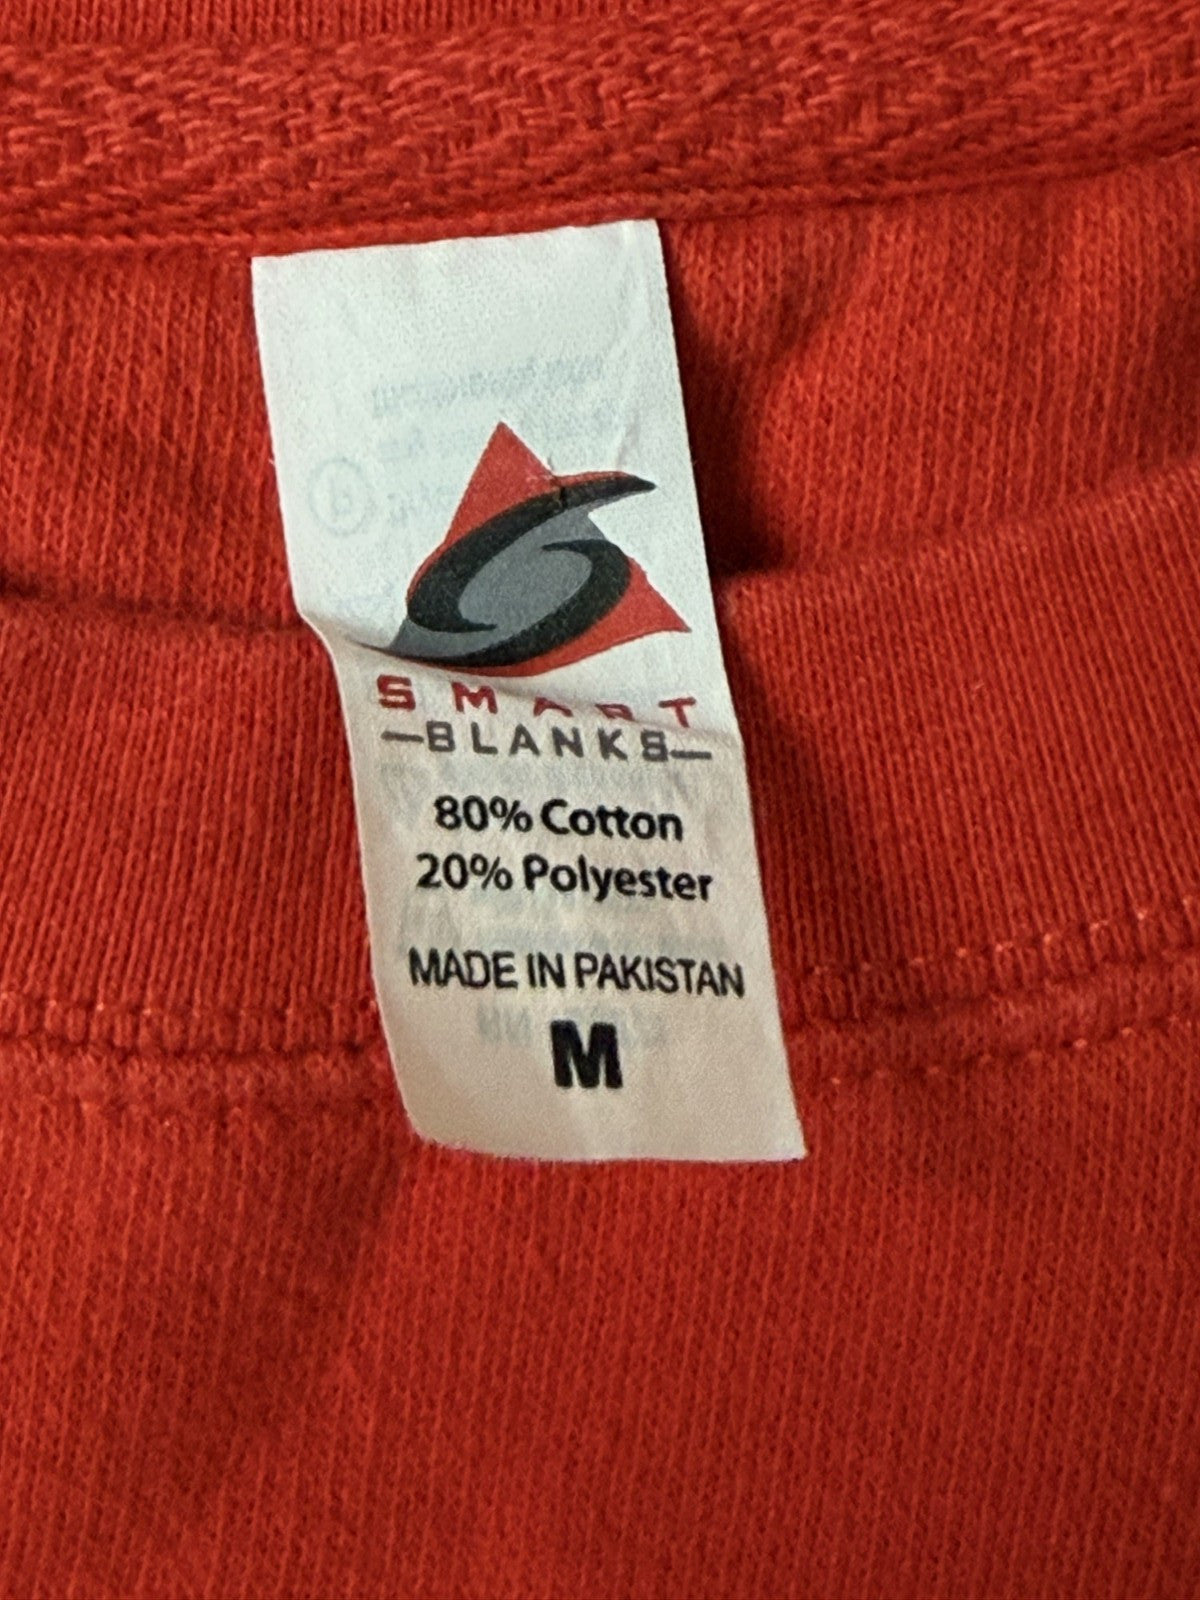 SMART
BLANKS
80% Cotton
20% Polyester
MADE IN PAKISTAN
M